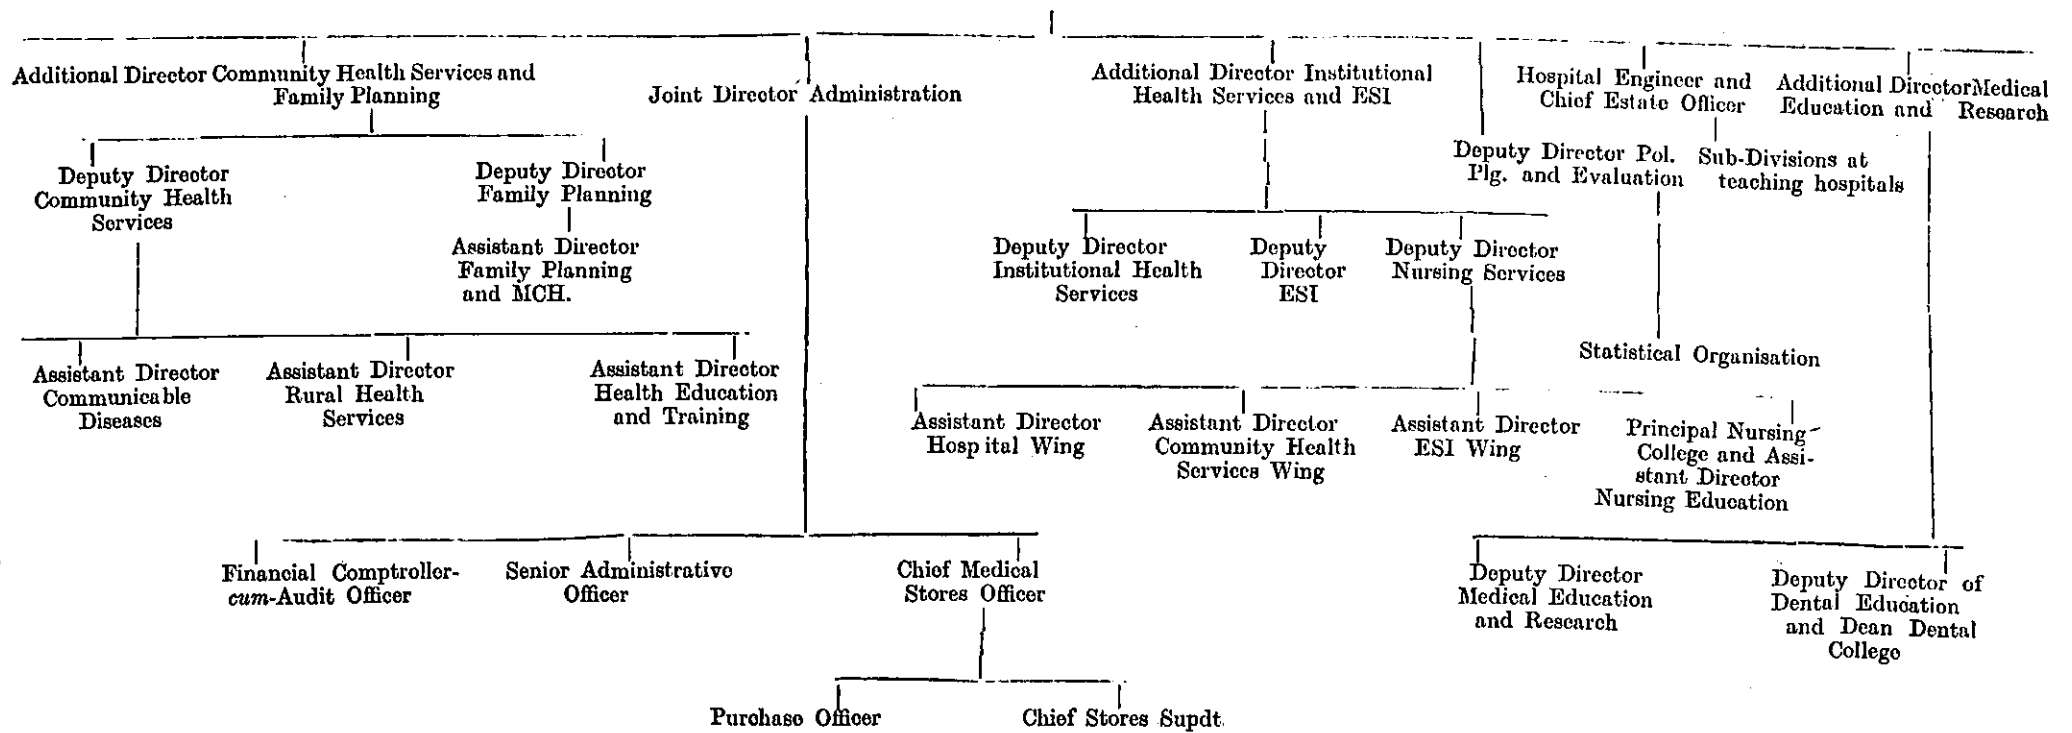 Additional Director Community Health Services and
Family Planning
Joint Director Administration
Additional Director Institutional
Health Services and ESI
Hospital Engineer and
Chief Estate Officer
Additional Director Medical
Education and Research
Deputy Director Pol.
Plg. and Evaluation
Sub-Divisions at
teaching hospitals
Deputy Director
Community Health
Services
Deputy Director
Family Planning
Assistant Director
Family Planning
and MCH.
Deputy Director
Institutional Health
Services
Deputy
Director
ESI
Deputy Director
Nursing Services
Statistical Organisation
Assistant Director
Communicable
Diseases
Assistant Director
Rural Health
Services
Assistant Director
Health Education
and Training
Assistant Director
Hospital Wing
Assistant Director
Community Health
Services Wing
Assistant Director
ESI Wing
Principal Nursing
College and Assi-
stant Director
Nursing Education
Financial Comptroller-
cum-Audit Officer
Senior Administrative
Officer
Chief Medical
Stores Officer
Deputy Director
Medical Education
and Research
Deputy Director of
Dental Education
and Dean Dental
College
Purchase Officer
Chief Stores Supdt.